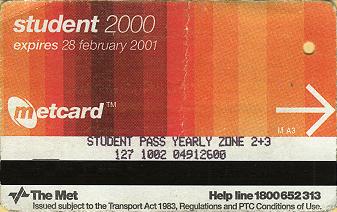 student 2000
expires 28 february 2001
metcard™
M A3
STUDENT PASS YEARLY ZONE 2+3
127 1002 04912600
The Met Help line 1800 652 313
Issued subject to the Transport Act 1983, Regulations and PTC Conditions of Use.